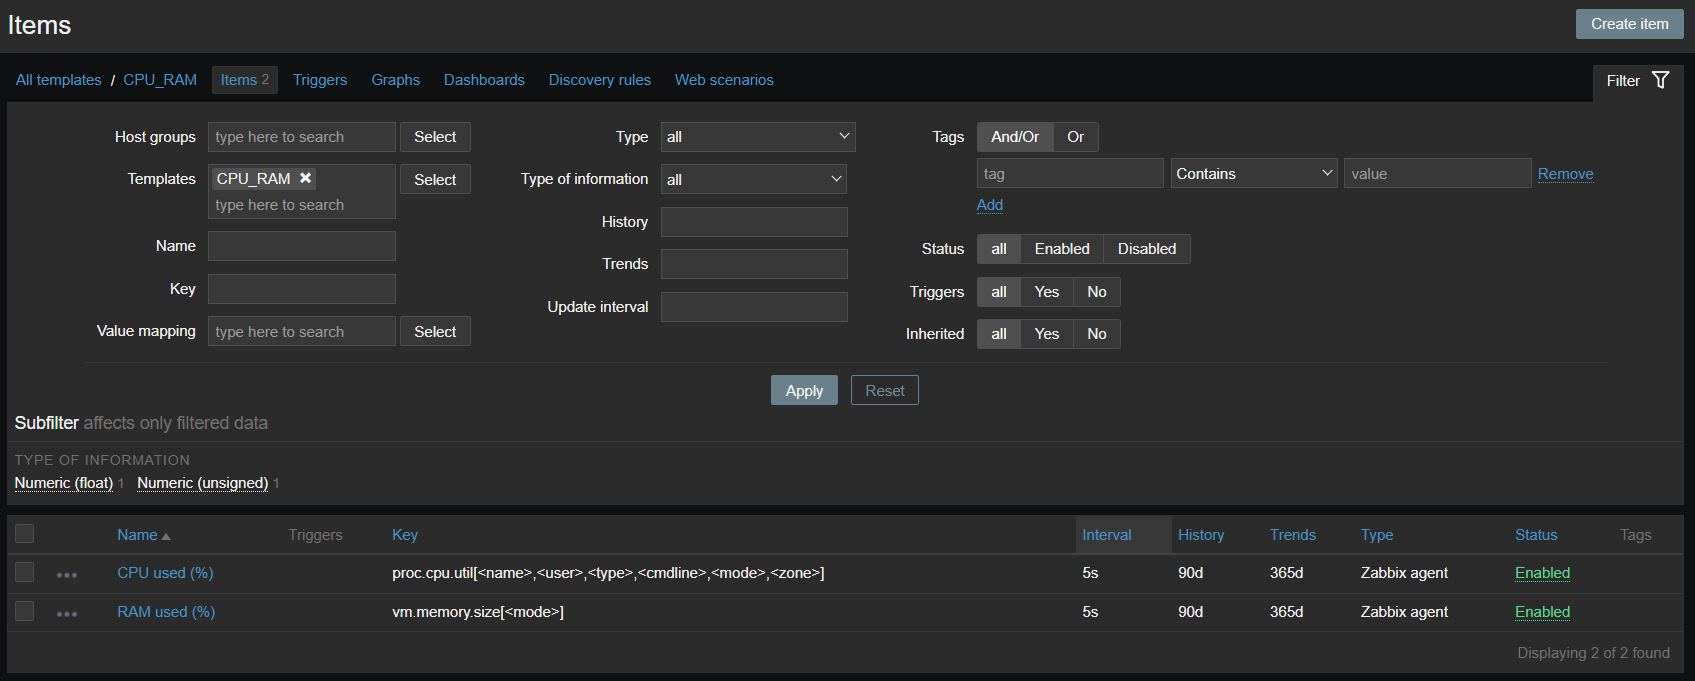 Items
Create item
All templates / CPU_RAM Items 2 Triggers Graphs Dashboards Discovery rules Web scenarios
Filter
Host groups type here to search Select
Templates CPU_RAM Select
type here to search
Name
Key
Value mapping type here to search Select
Type all
Type of information all
History
Trends
Update interval
Tags And/Or Or
tag Contains value Remove
Add
Status all Enabled Disabled
Triggers all Yes No
Inherited all Yes No
Apply Reset
Subfilter affects only filtered data
TYPE OF INFORMATION
Numeric (float) 1 Numeric (unsigned) 1
Name Triggers Key Interval History Trends Type Status Tags
CPU used (%) proc.cpu.util[<name>,<user>,<type>,<cmdline>,<mode>,<zone>] 5s 90d 365d Zabbix agent Enabled
RAM used (%) vm.memory.size[<mode>] 5s 90d 365d Zabbix agent Enabled
Displaying 2 of 2 found